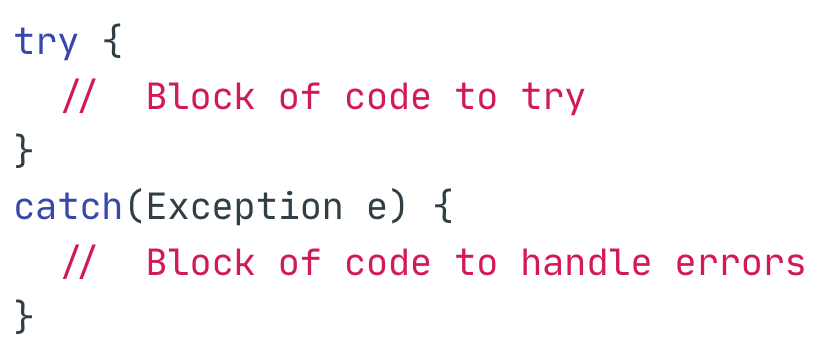 try {
  //  Block of code to try
}
catch(Exception e) {
  //  Block of code to handle errors
}